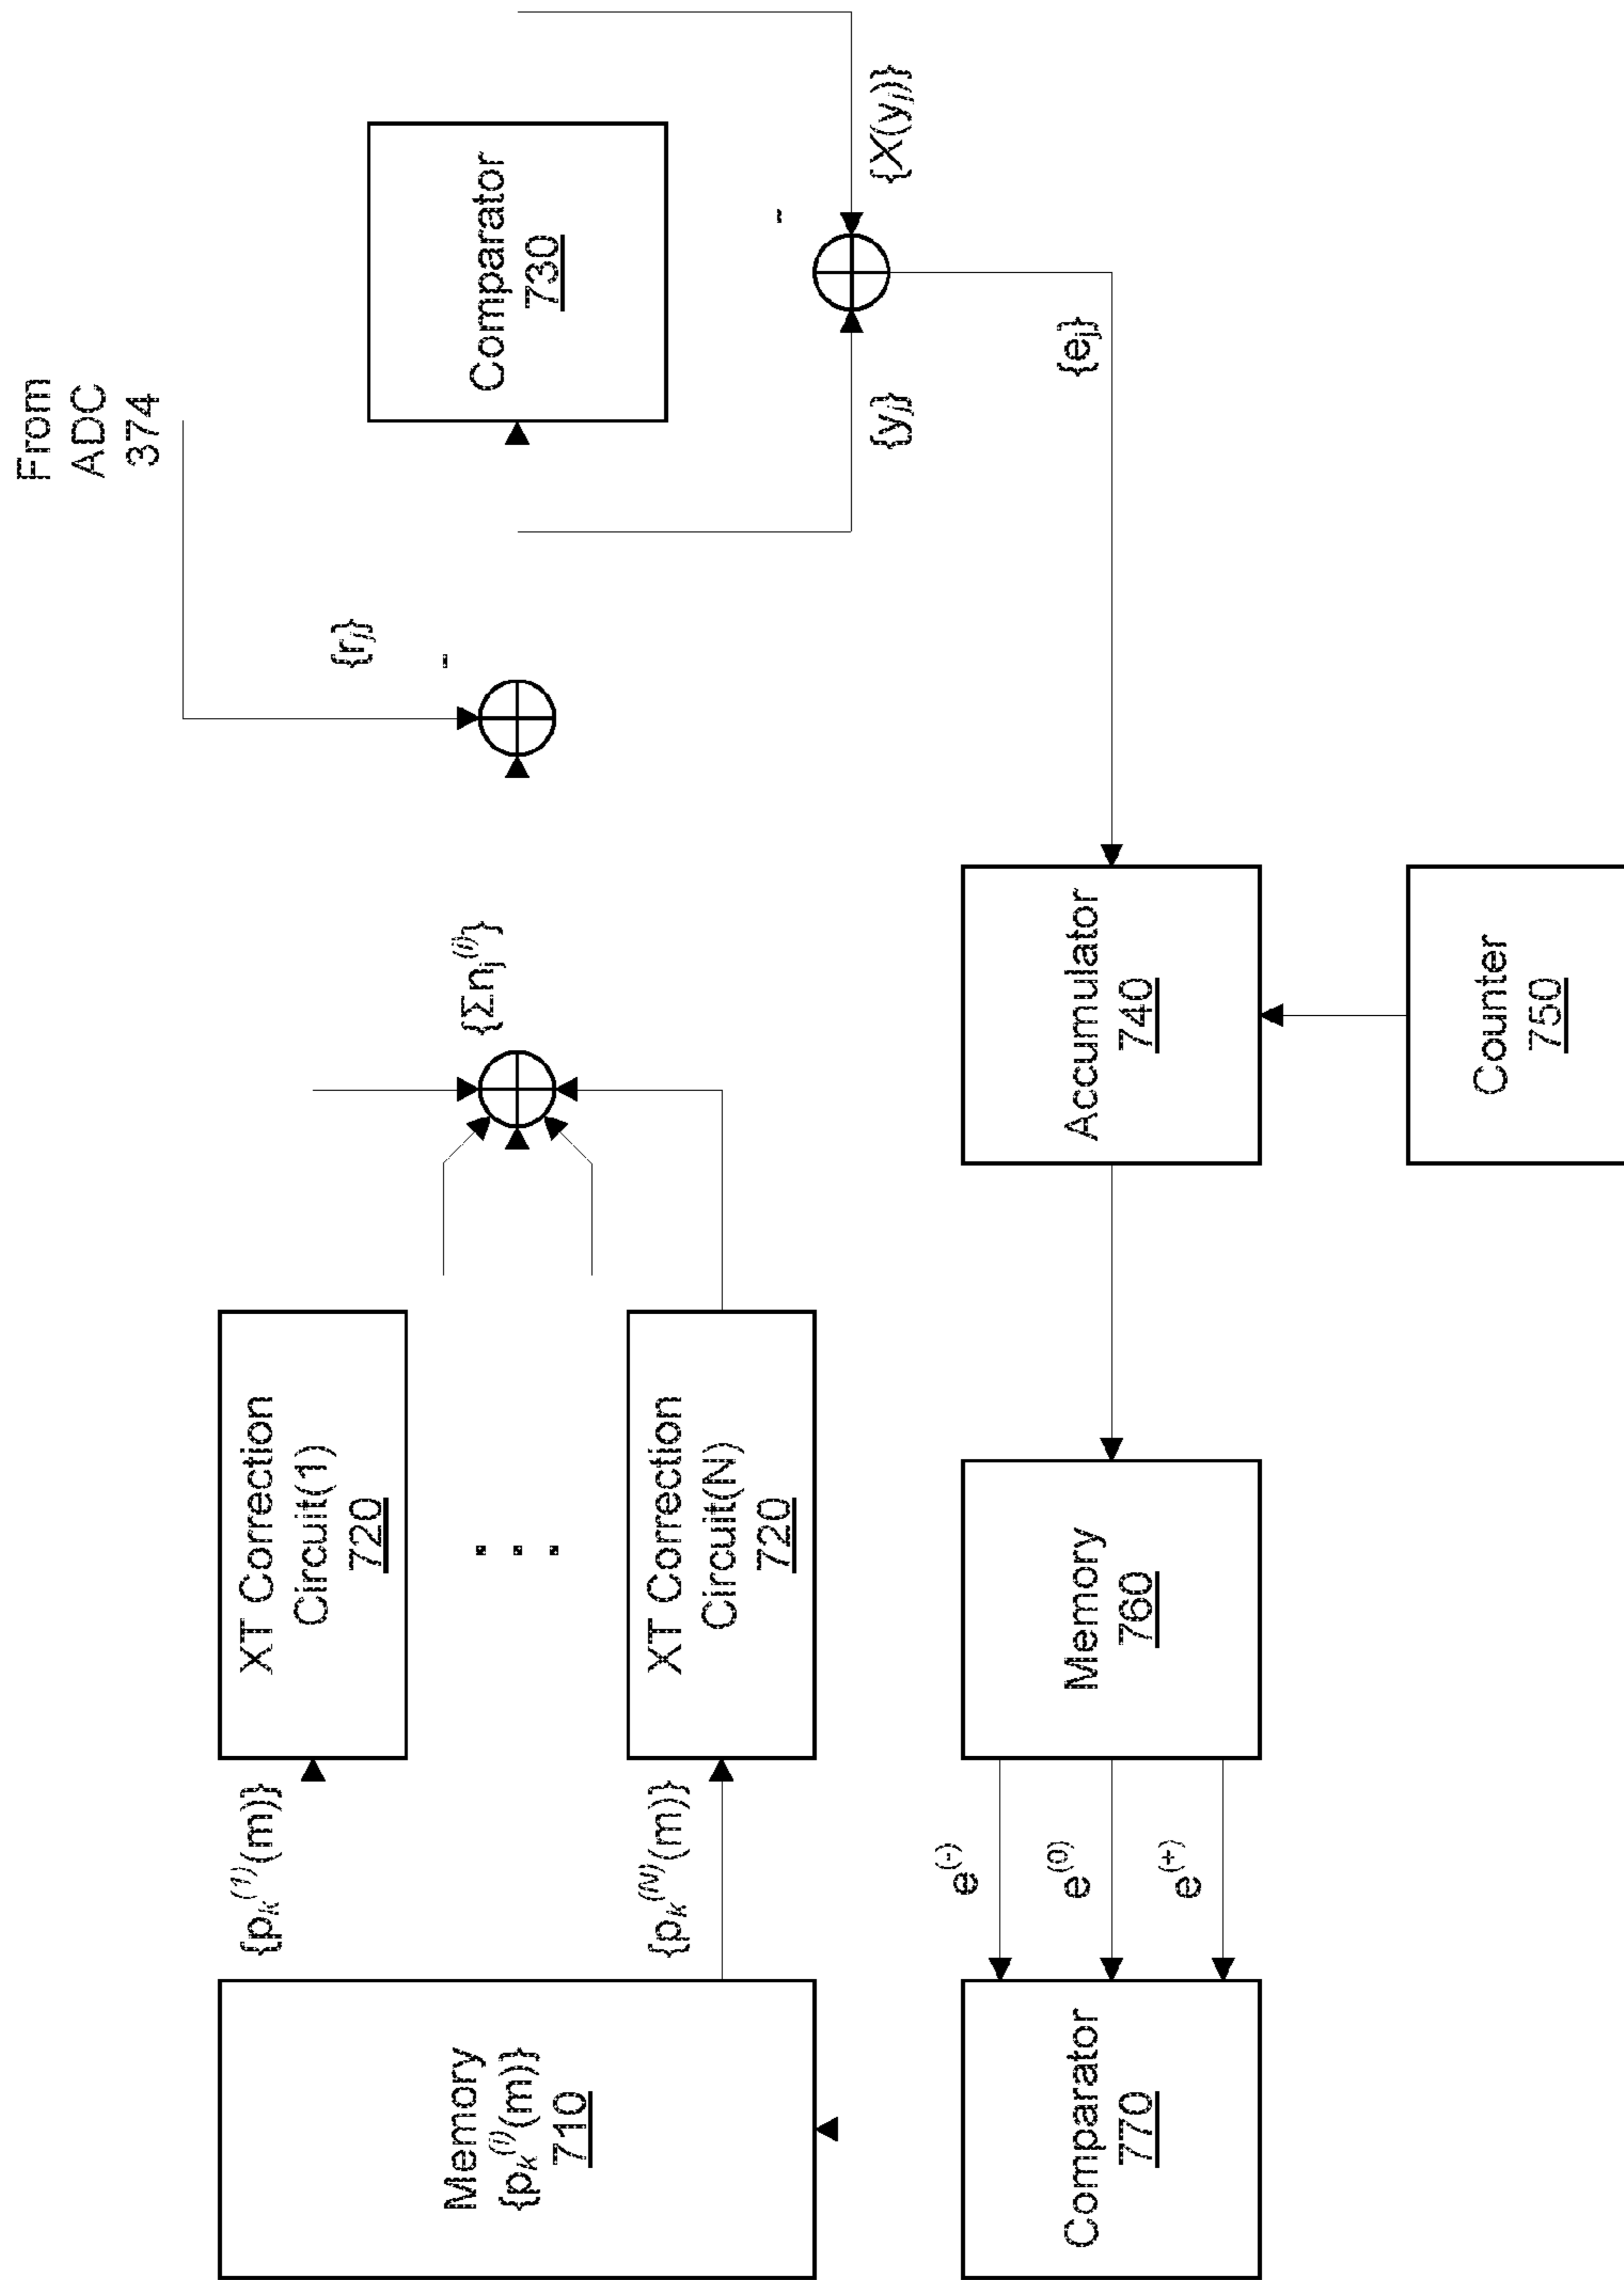 From
ADC
374
Memory
{pₖ⁽ⁱ⁾(m)}
710
{pₖ⁽¹⁾(m)}
{pₖ⁽ᴺ⁾(m)}
XT Correction
Circuit(1)
720
. . .
XT Correction
Circuit(N)
720
{Σnⱼ⁽ⁱ⁾}
{rⱼ}
-
Comparator
730
-
{yⱼ}
{X(yⱼ)}
{eⱼ}
Comparator
770
e⁽⁻⁾
e⁽⁰⁾
e⁽⁺⁾
Memory
760
Accumulator
740
Counter
750